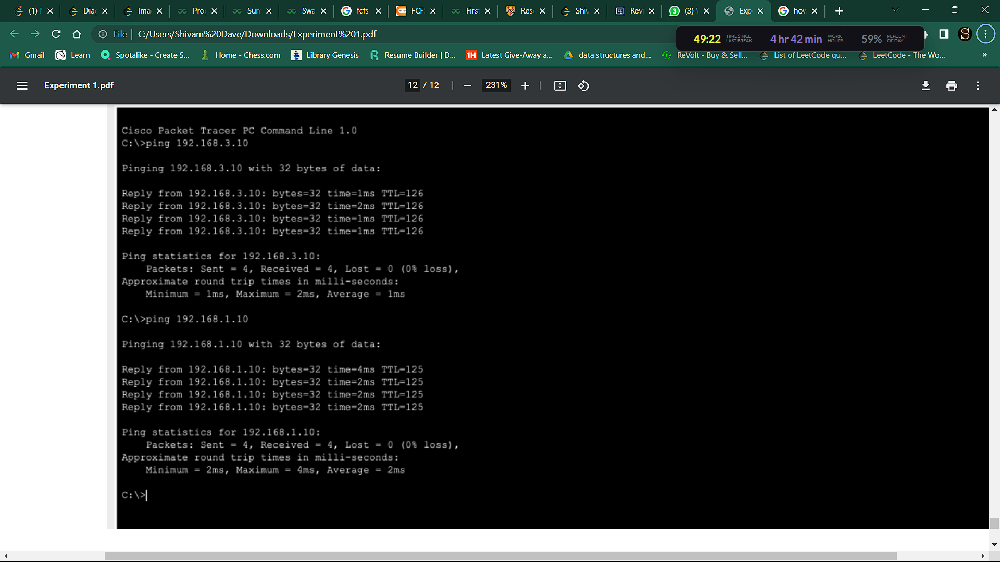 (1) Dia Ima Pro Sum Swa fcfs FCF Firs Res Shiv Revi (3) Exp how
File C:/Users/Shivam%20Dave/Downloads/Experiment%201.pdf
49:22 TIME SINCE LAST BREAK 4 hr 42 min WORK HOURS 59% PERCENT OF DAY
S
Gmail Learn Spotalike - Create S... Home - Chess.com Library Genesis Resume Builder | D... 1H Latest Give-Away a... data structures and... ReVolt - Buy & Sell... List of LeetCode qu... LeetCode - The Wo... »
Experiment 1.pdf 12 / 12 231%
Cisco Packet Tracer PC Command Line 1.0
C:\>ping 192.168.3.10
Pinging 192.168.3.10 with 32 bytes of data:
Reply from 192.168.3.10: bytes=32 time=1ms TTL=126
Reply from 192.168.3.10: bytes=32 time=2ms TTL=126
Reply from 192.168.3.10: bytes=32 time=1ms TTL=126
Reply from 192.168.3.10: bytes=32 time=1ms TTL=126
Ping statistics for 192.168.3.10:
Packets: Sent = 4, Received = 4, Lost = 0 (0% loss),
Approximate round trip times in milli-seconds:
Minimum = 1ms, Maximum = 2ms, Average = 1ms
C:\>ping 192.168.1.10
Pinging 192.168.1.10 with 32 bytes of data:
Reply from 192.168.1.10: bytes=32 time=4ms TTL=125
Reply from 192.168.1.10: bytes=32 time=2ms TTL=125
Reply from 192.168.1.10: bytes=32 time=2ms TTL=125
Reply from 192.168.1.10: bytes=32 time=2ms TTL=125
Ping statistics for 192.168.1.10:
Packets: Sent = 4, Received = 4, Lost = 0 (0% loss),
Approximate round trip times in milli-seconds:
Minimum = 2ms, Maximum = 4ms, Average = 2ms
C:\>